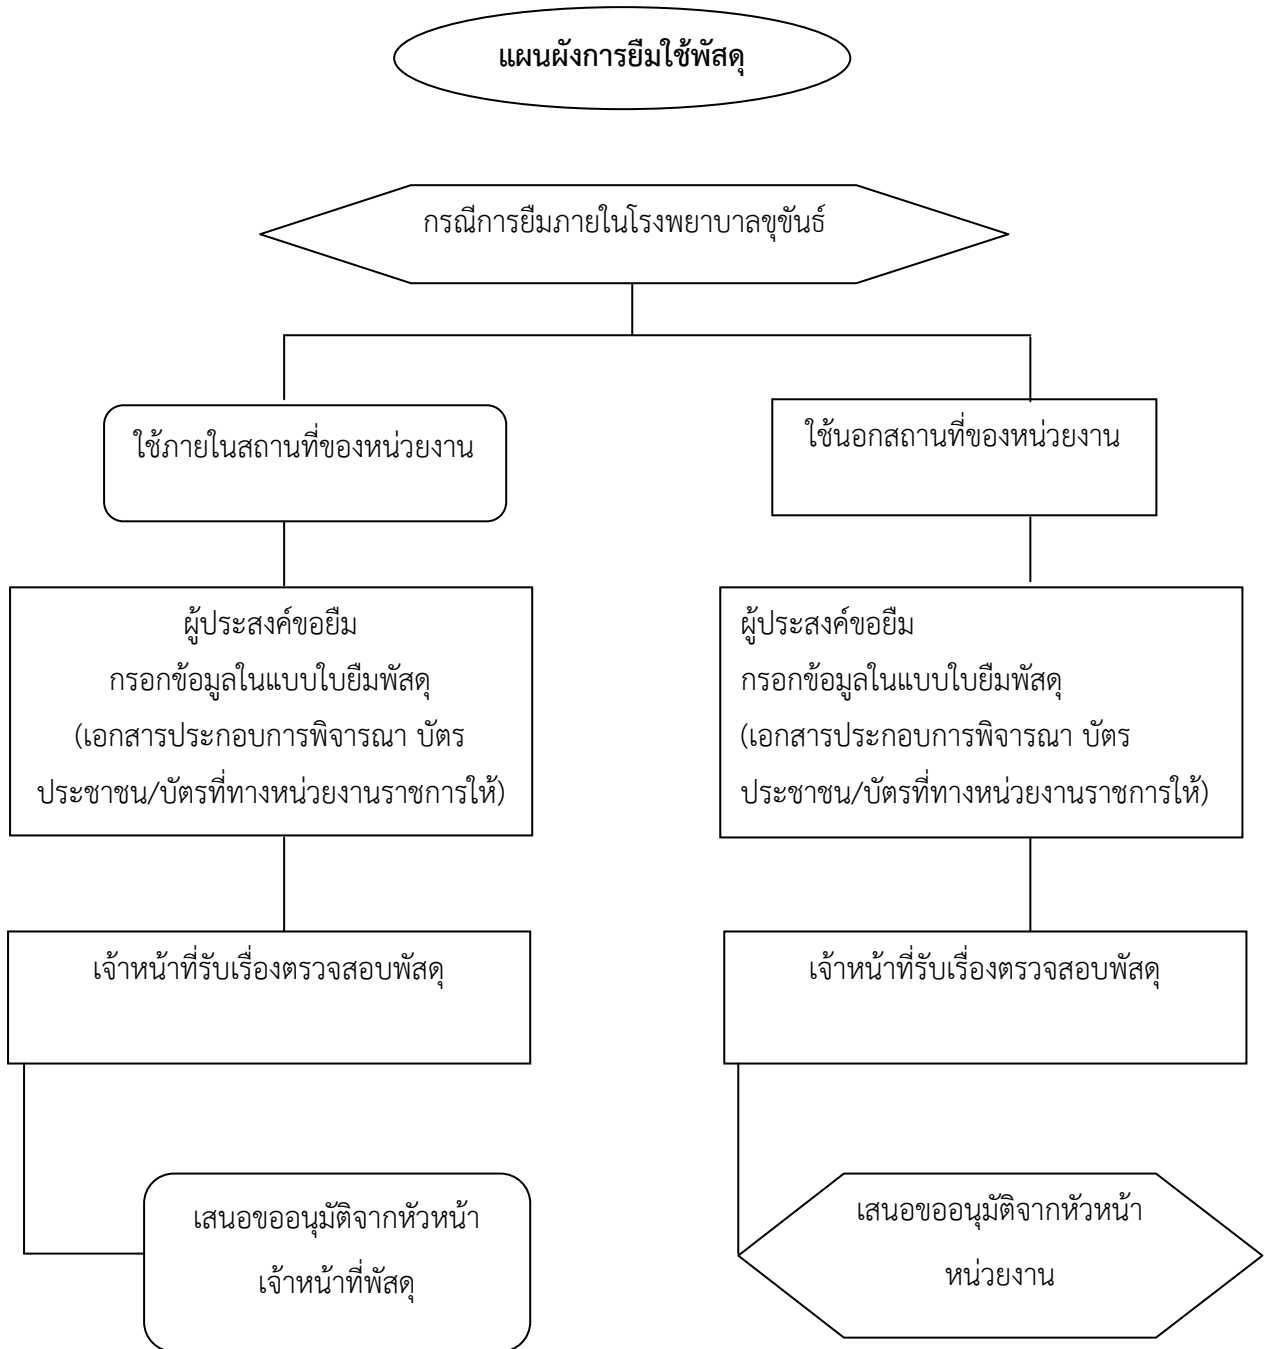 แผนผังการยืมใช้พัสดุ
กรณีการยืมภายในโรงพยาบาลขุขันธ์
ใช้ภายในสถานที่ของหน่วยงาน
ใช้นอกสถานที่ของหน่วยงาน
ผู้ประสงค์ขอยืม
กรอกข้อมูลในแบบใบยืมพัสดุ
(เอกสารประกอบการพิจารณา บัตร
ประชาชน/บัตรที่ทางหน่วยงานราชการให้)
ผู้ประสงค์ขอยืม
กรอกข้อมูลในแบบใบยืมพัสดุ
(เอกสารประกอบการพิจารณา บัตร
ประชาชน/บัตรที่ทางหน่วยงานราชการให้)
เจ้าหน้าที่รับเรื่องตรวจสอบพัสดุ
เจ้าหน้าที่รับเรื่องตรวจสอบพัสดุ
เสนอขออนุมัติจากหัวหน้า
เจ้าหน้าที่พัสดุ
เสนอขออนุมัติจากหัวหน้า
หน่วยงาน